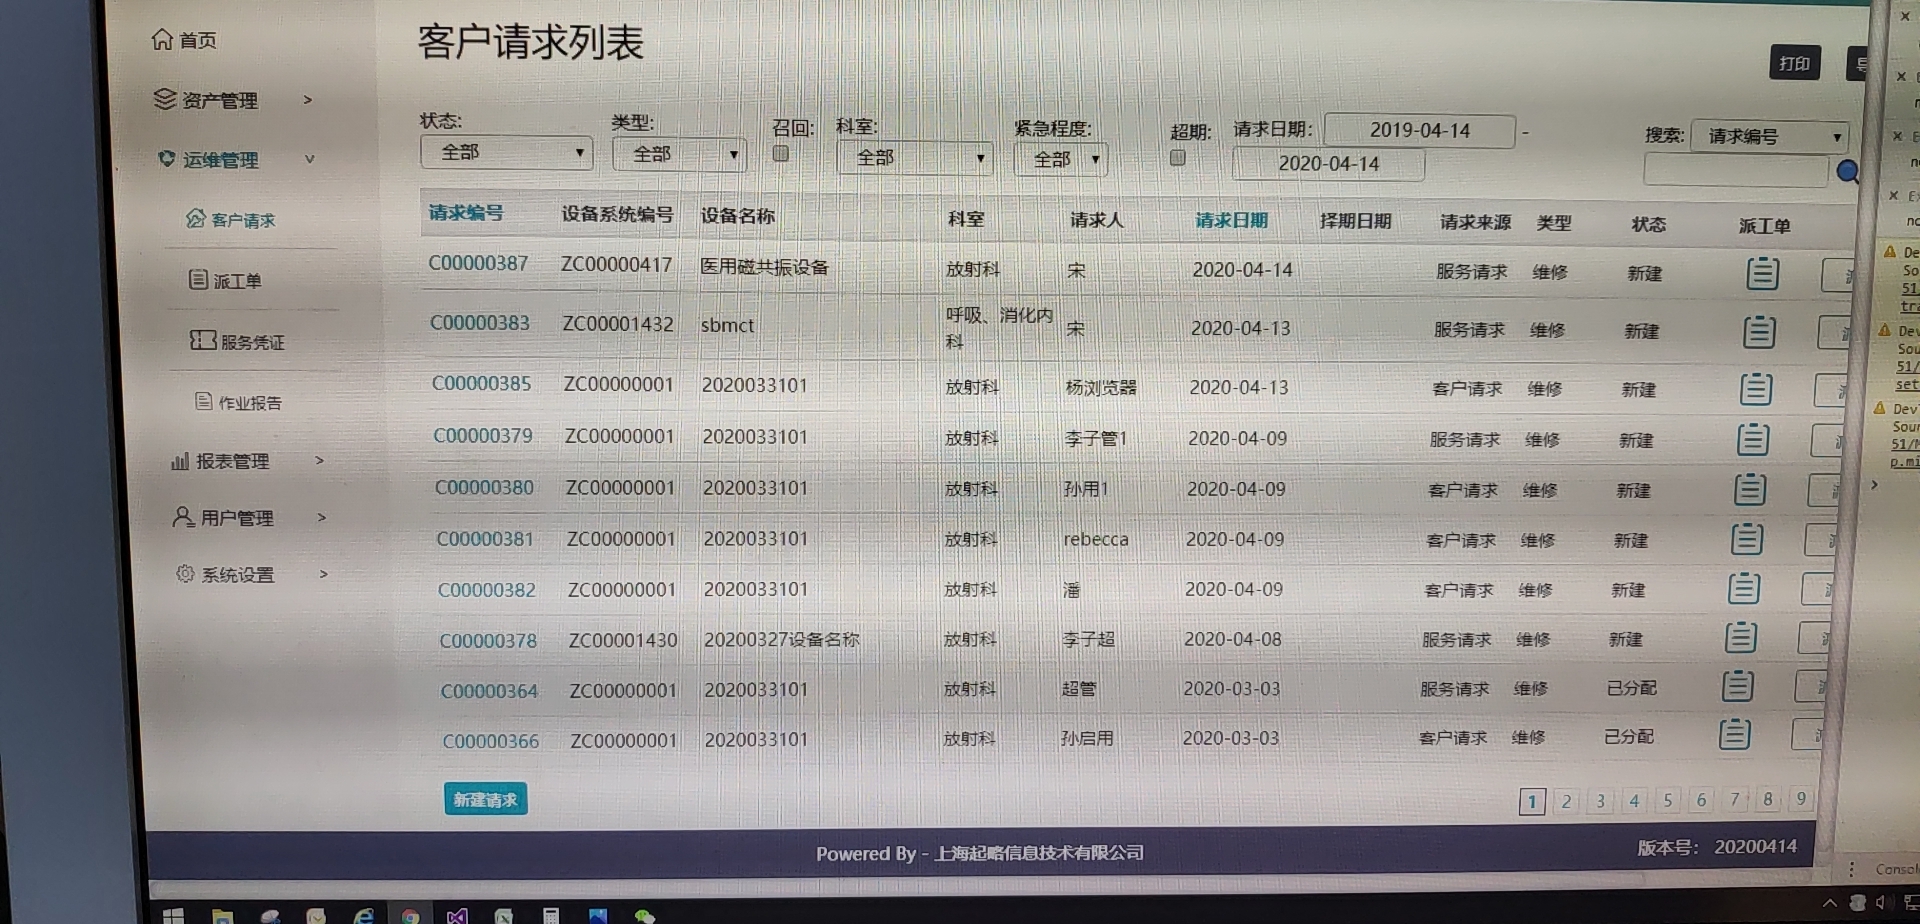 首页
资产管理 >
运维管理 ∨
客户请求
派工单
服务凭证
作业报告
报表管理 >
用户管理 >
系统设置 >
客户请求列表
打印
状态: 类型: 召回: 科室: 紧急程度: 超期: 请求日期: 2019-04-14 - 搜索: 请求编号
全部 全部 全部 全部 2020-04-14
请求编号 设备系统编号 设备名称 科室 请求人 请求日期 择期日期 请求来源 类型 状态 派工单
C00000387 ZC00000417 医用磁共振设备 放射科 宋 2020-04-14 服务请求 维修 新建
C00000383 ZC00001432 sbmct 呼吸、消化内科 宋 2020-04-13 服务请求 维修 新建
C00000385 ZC00000001 2020033101 放射科 杨浏览器 2020-04-13 客户请求 维修 新建
C00000379 ZC00000001 2020033101 放射科 李子管1 2020-04-09 服务请求 维修 新建
C00000380 ZC00000001 2020033101 放射科 孙用1 2020-04-09 客户请求 维修 新建
C00000381 ZC00000001 2020033101 放射科 rebecca 2020-04-09 客户请求 维修 新建
C00000382 ZC00000001 2020033101 放射科 潘 2020-04-09 客户请求 维修 新建
C00000378 ZC00001430 20200327设备名称 放射科 李子超 2020-04-08 服务请求 维修 新建
C00000364 ZC00000001 2020033101 放射科 超管 2020-03-03 服务请求 维修 已分配
C00000366 ZC00000001 2020033101 放射科 孙启用 2020-03-03 客户请求 维修 已分配
新建请求
1 2 3 4 5 6 7 8 9
Powered By - 上海起略信息技术有限公司
版本号: 20200414